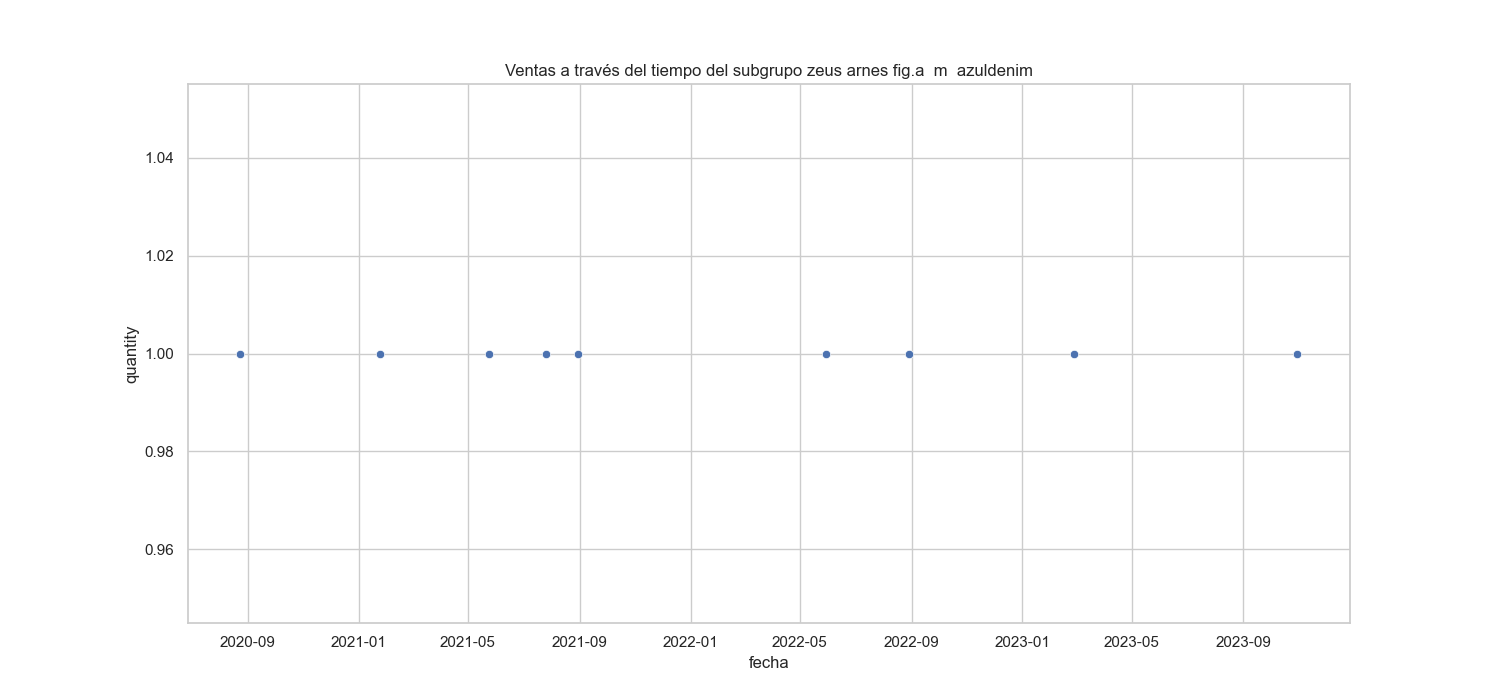 Ventas a través del tiempo del subgrupo zeus arnes fig.a  m  azuldenim
1.04
1.02
1.00
0.98
0.96
quantity
2020-09 2021-01 2021-05 2021-09 2022-01 2022-05 2022-09 2023-01 2023-05 2023-09
fecha